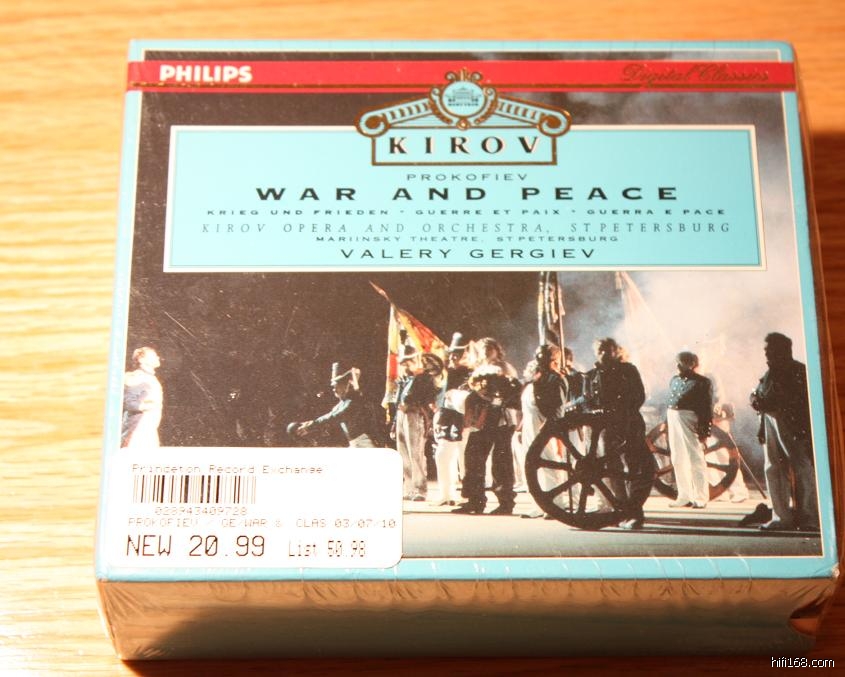 PHILIPS
Digital Classics
KIROV
PROKOFIEV
WAR AND PEACE
KRIEG UND FRIEDEN · GUERRE ET PAIX · GUERRA E PACE
KIROV OPERA AND ORCHESTRA, ST PETERSBURG
MARIINSKY THEATRE, ST PETERSBURG
VALERY GERGIEV
Princeton Record Exchange
028943409728
PROKOFIEV / GE/WAR & CLAS 03/07/10
NEW 20.99 List 50.98
hifi168.com